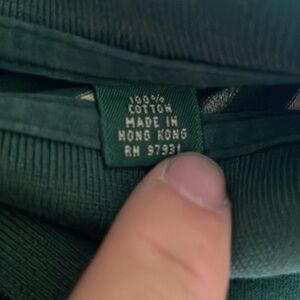 100%
COTTON
MADE IN
HONG KONG
RN 97931